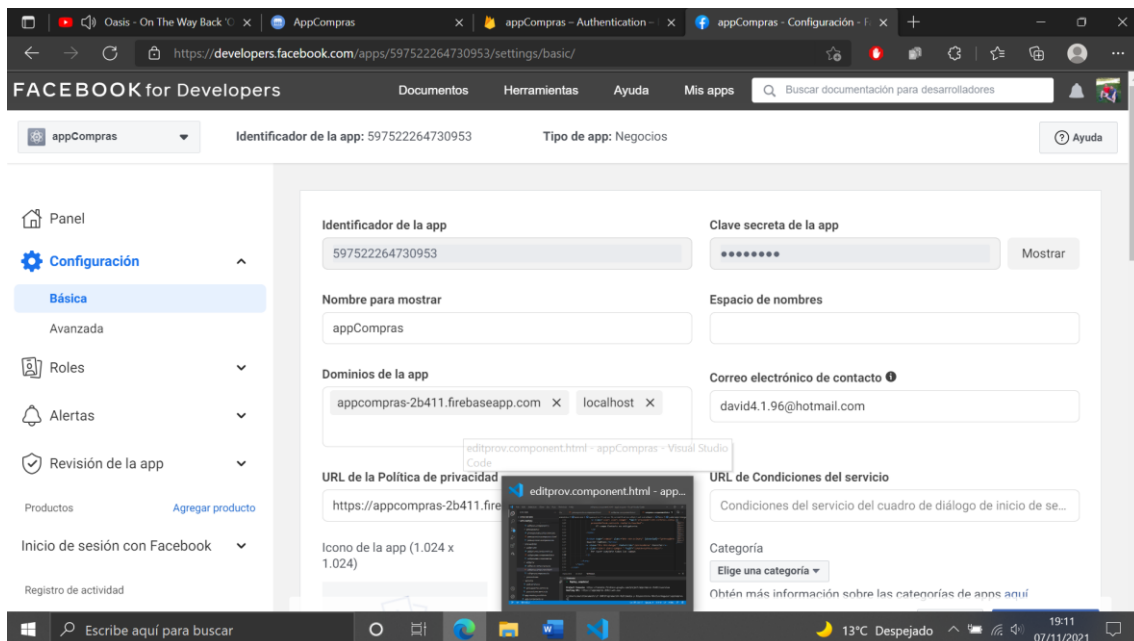 Oasis - On The Way Back 'O
AppCompras
appCompras – Authentication –
appCompras - Configuración - F
https://developers.facebook.com/apps/597522264730953/settings/basic/
FACEBOOK for Developers
Documentos
Herramientas
Ayuda
Mis apps
Buscar documentación para desarrolladores
appCompras
Identificador de la app: 597522264730953
Tipo de app: Negocios
Ayuda
Panel
Configuración
Básica
Avanzada
Roles
Alertas
Revisión de la app
Productos
Agregar producto
Inicio de sesión con Facebook
Registro de actividad
Identificador de la app
597522264730953
Clave secreta de la app
••••••••
Mostrar
Nombre para mostrar
appCompras
Espacio de nombres
Dominios de la app
appcompras-2b411.firebaseapp.com
localhost
Correo electrónico de contacto
david4.1.96@hotmail.com
editprov.component.html - appCompras - Visual Studio
Code
URL de la Política de privacidad
https://appcompras-2b411.fire
editprov.component.html - app...
URL de Condiciones del servicio
Condiciones del servicio del cuadro de diálogo de inicio de se...
Icono de la app (1.024 x
1.024)
Categoría
Elige una categoría
Obtén más información sobre las categorías de apps aquí
Escribe aquí para buscar
13°C Despejado
19:11
07/11/2021